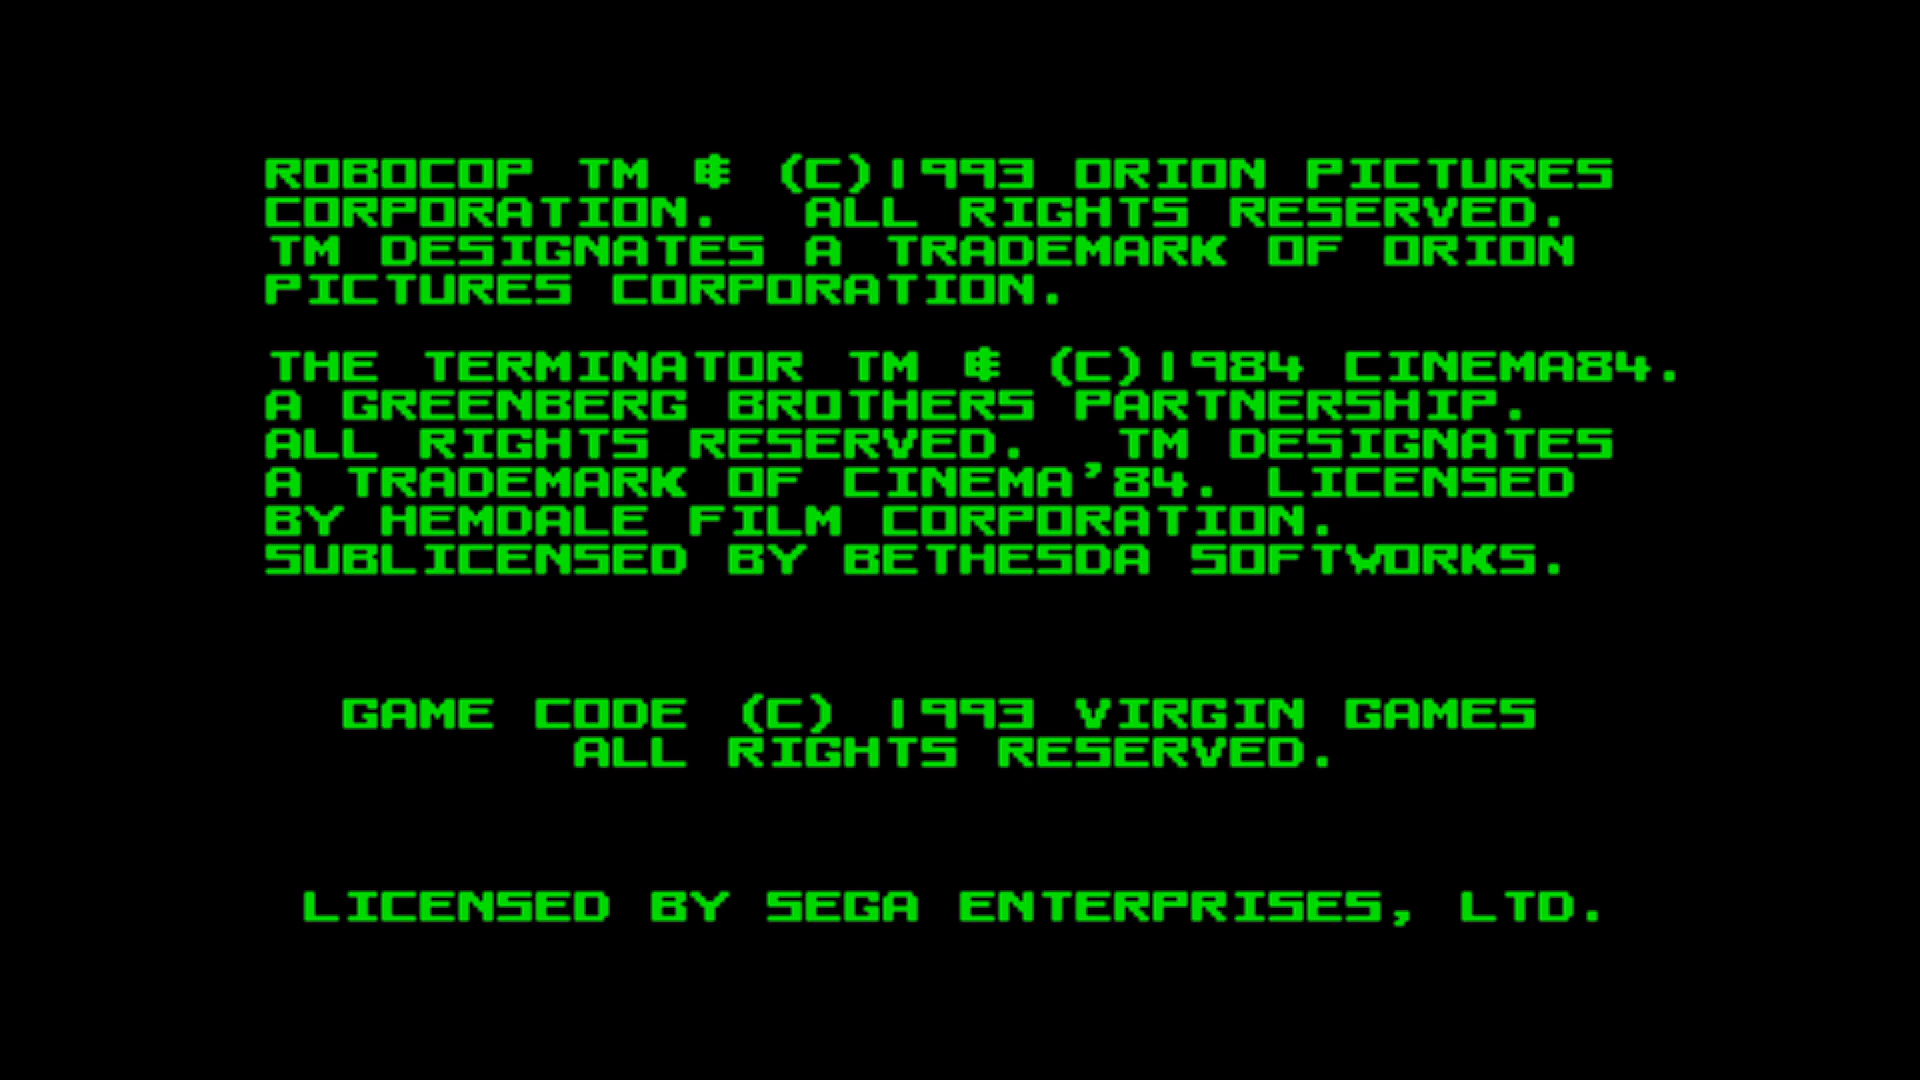 ROBOCOP TM & (C)1993 ORION PICTURES
CORPORATION.  ALL RIGHTS RESERVED.
TM DESIGNATES A TRADEMARK OF ORION
PICTURES CORPORATION.
THE TERMINATOR TM & (C)1984 CINEMA84.
A GREENBERG BROTHERS PARTNERSHIP.
ALL RIGHTS RESERVED.  TM DESIGNATES
A TRADEMARK OF CINEMA'84. LICENSED
BY HEMDALE FILM CORPORATION.
SUBLICENSED BY BETHESDA SOFTWORKS.
GAME CODE (C) 1993 VIRGIN GAMES
ALL RIGHTS RESERVED.
LICENSED BY SEGA ENTERPRISES, LTD.